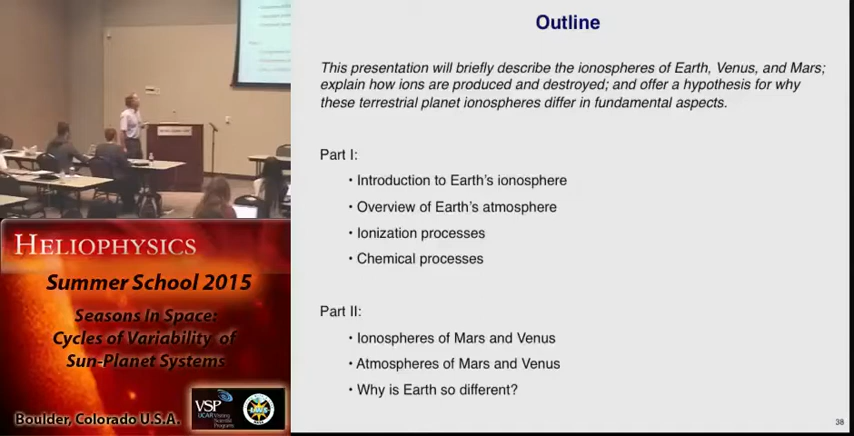 Outline
This presentation will briefly describe the ionospheres of Earth, Venus, and Mars;
explain how ions are produced and destroyed; and offer a hypothesis for why
these terrestrial planet ionospheres differ in fundamental aspects.
Part I:
• Introduction to Earth's ionosphere
• Overview of Earth's atmosphere
• Ionization processes
• Chemical processes
Part II:
• Ionospheres of Mars and Venus
• Atmospheres of Mars and Venus
• Why is Earth so different?
38
HELIOPHYSICS
Summer School 2015
Seasons In Space:
Cycles of Variability of
Sun-Planet Systems
Boulder, Colorado U.S.A.
VSP
UCAR Visiting
Scientist
Programs